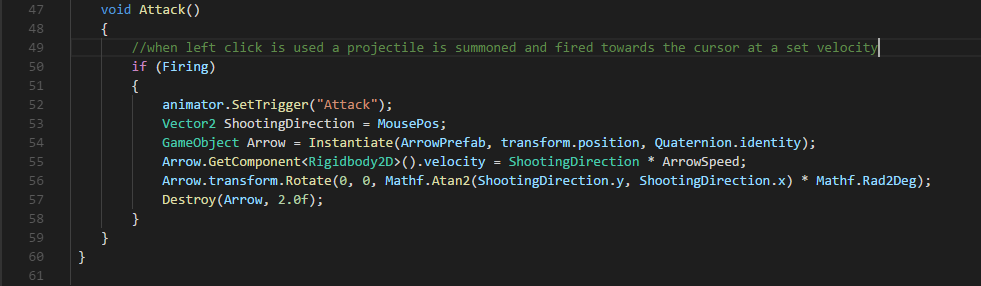 47 void Attack()
48 {
49 //when left click is used a projectile is summoned and fired towards the cursor at a set velocity
50 if (Firing)
51 {
52 animator.SetTrigger("Attack");
53 Vector2 ShootingDirection = MousePos;
54 GameObject Arrow = Instantiate(ArrowPrefab, transform.position, Quaternion.identity);
55 Arrow.GetComponent<Rigidbody2D>().velocity = ShootingDirection * ArrowSpeed;
56 Arrow.transform.Rotate(0, 0, Mathf.Atan2(ShootingDirection.y, ShootingDirection.x) * Mathf.Rad2Deg);
57 Destroy(Arrow, 2.0f);
58 }
59 }
60 }
61